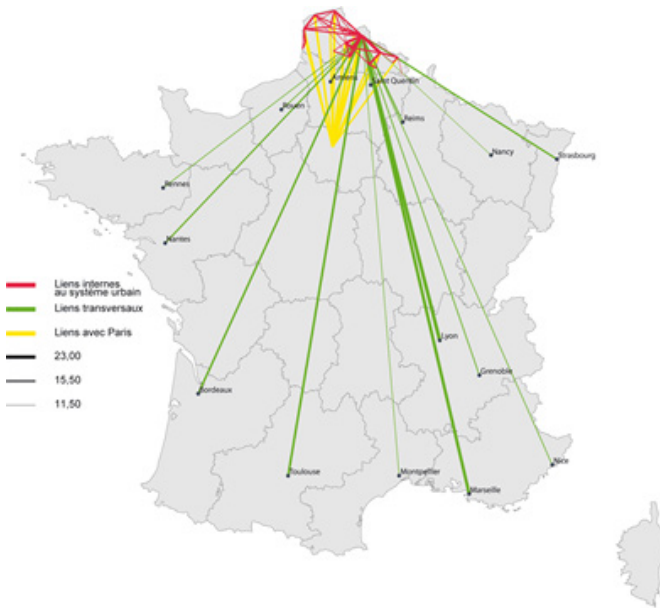 Amiens
Saint Quentin
Rouen
Reims
Nancy
Strasbourg
Rennes
Nantes
Liens internes
au système urbain
Liens transversaux
Liens avec Paris
23,00
15,50
11,50
Lyon
Grenoble
Bordeaux
Toulouse
Montpellier
Nice
Marseille